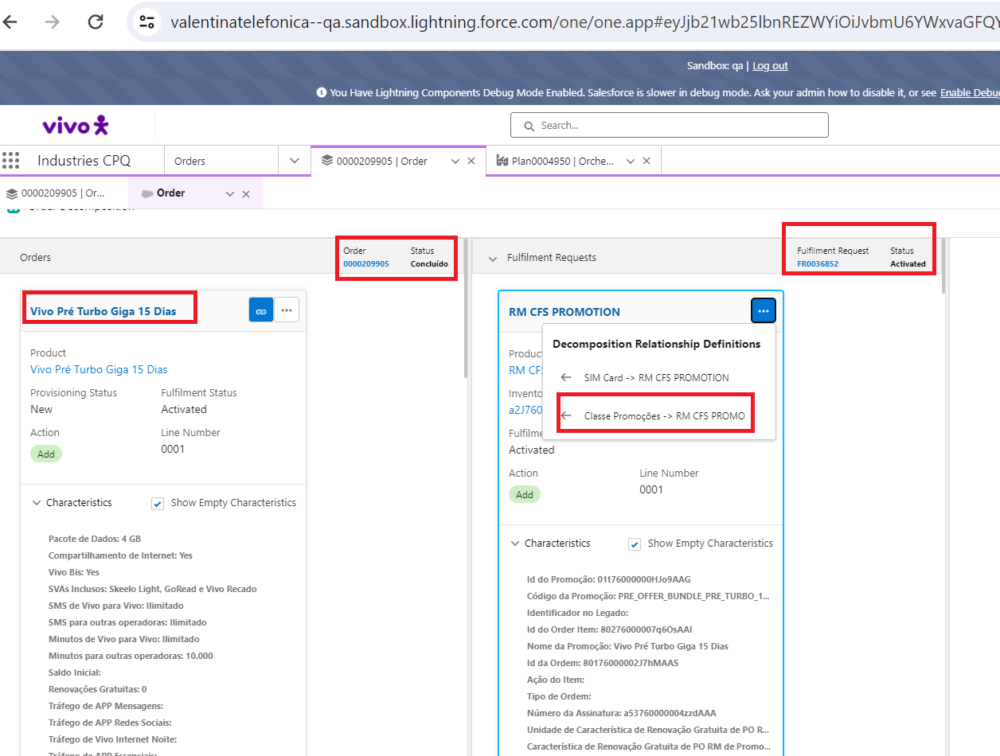 valentinatelefonica--qa.sandbox.lightning.force.com/one/one.app#eyJjb21wb25lbnREZWYiOiJvbmU6YWxvaGFQY
Sandbox: qa | Log out
You Have Lightning Components Debug Mode Enabled. Salesforce is slower in debug mode. Ask your admin how to disable it, or see Enable Debug
vivo
Search...
Industries CPQ
Orders
0000209905 | Order
Plan0004950 | Orche...
0000209905 | Or...
Order
Order Decomposition
Orders
Order
0000209905
Status
Concluído
Fulfilment Requests
Fulfilment Request
FR0036852
Status
Activated
Vivo Pré Turbo Giga 15 Dias
Product
Vivo Pré Turbo Giga 15 Dias
Provisioning Status
Fulfilment Status
New
Activated
Action
Line Number
Add
0001
Characteristics
Show Empty Characteristics
Pacote de Dados: 4 GB
Compartilhamento de Internet: Yes
Vivo Bis: Yes
SVAs Inclusos: Skeelo Light, GoRead e Vivo Recado
SMS de Vivo para Vivo: Ilimitado
SMS para outras operadoras: Ilimitado
Minutos de Vivo para Vivo: Ilimitado
Minutos para outras operadoras: 10.000
Saldo Inicial:
Renovações Gratuitas: 0
Tráfego de APP Mensagens:
Tráfego de APP Redes Sociais:
Tráfego de Vivo Internet Noite:
Tráfego de APP Essenciais:
RM CFS PROMOTION
Decomposition Relationship Definitions
SIM Card -> RM CFS PROMOTION
Classe Promoções -> RM CFS PROMO
Product
RM CFS
Invento
a2J760
Fulfilme
Activated
Action
Line Number
Add
0001
Characteristics
Show Empty Characteristics
Id do Promoção: 01t76000000HJo9AAG
Código da Promoção: PRE_OFFER_BUNDLE_PRE_TURBO_1...
Identificador no Legado:
Id do Order Item: 80276000007q6OsAAI
Nome da Promoção: Vivo Pré Turbo Giga 15 Dias
Id da Ordem: 80176000002J7hMAAS
Ação do Item:
Tipo de Ordem:
Número da Assinatura: a53760000004zzdAAA
Unidade de Característica de Renovação Gratuita de PO R...
Característica de Renovação Gratuita de PO RM de Promo...